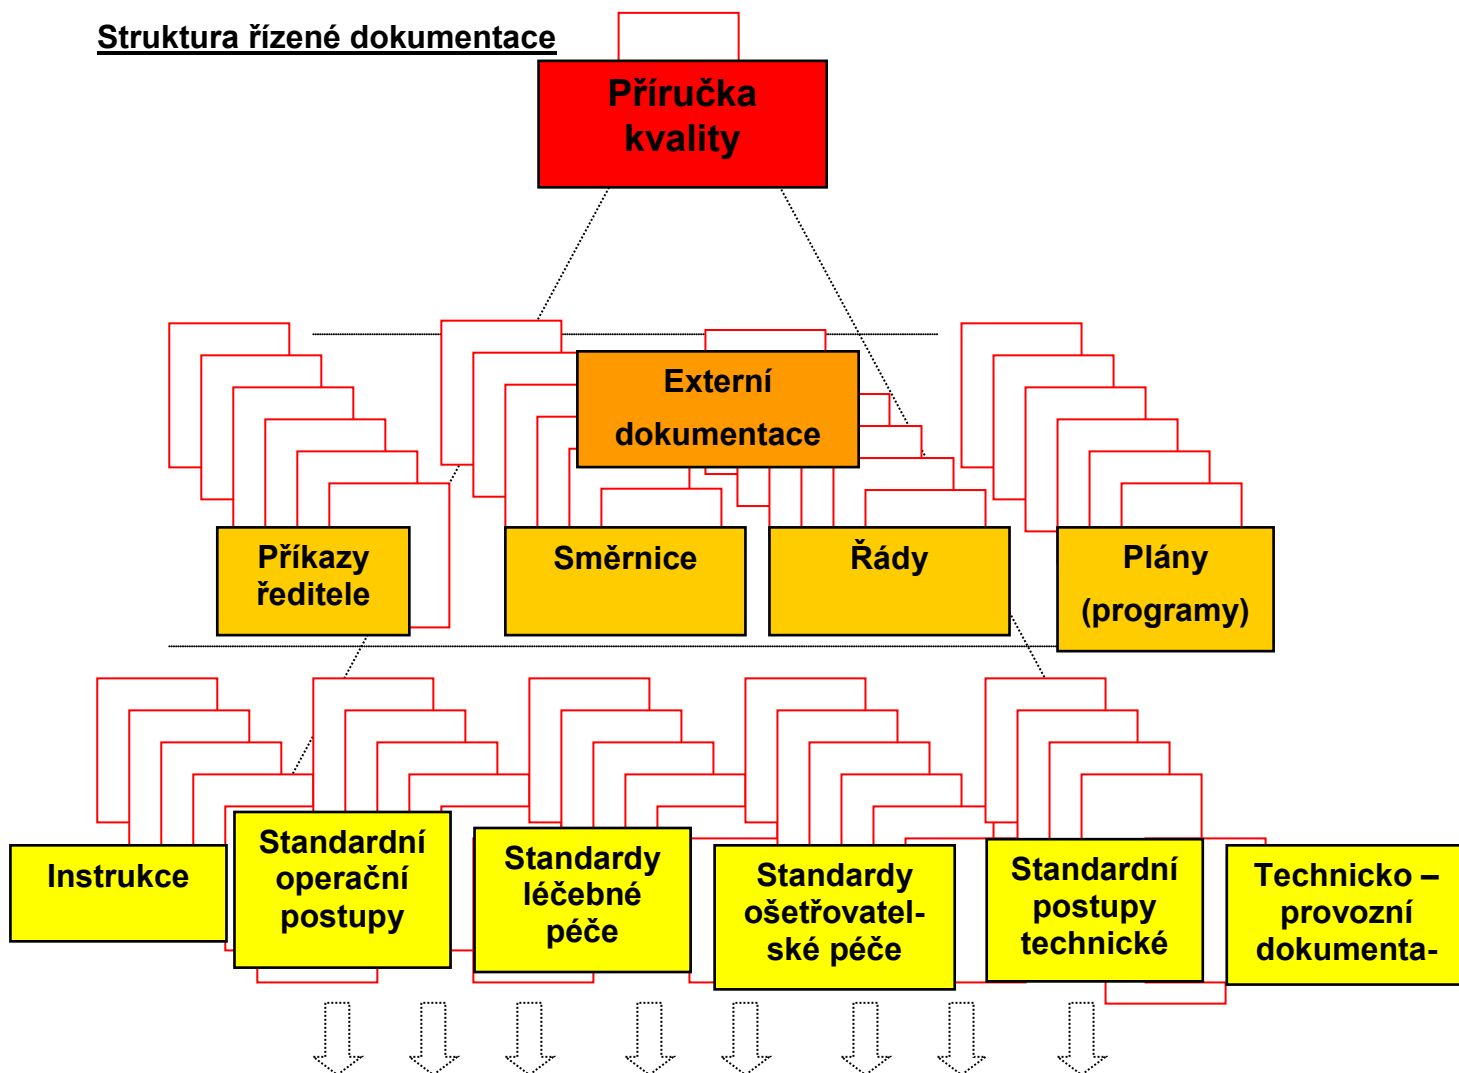 Struktura řízené dokumentace
Příručka
kvality
Externí
dokumentace
Příkazy
ředitele
Směrnice
Řády
Plány
(programy)
Instrukce
Standardní
operační
postupy
Standardy
léčebné
péče
Standardy
ošetřovatel-
ské péče
Standardní
postupy
technické
Technicko –
provozní
dokumenta-